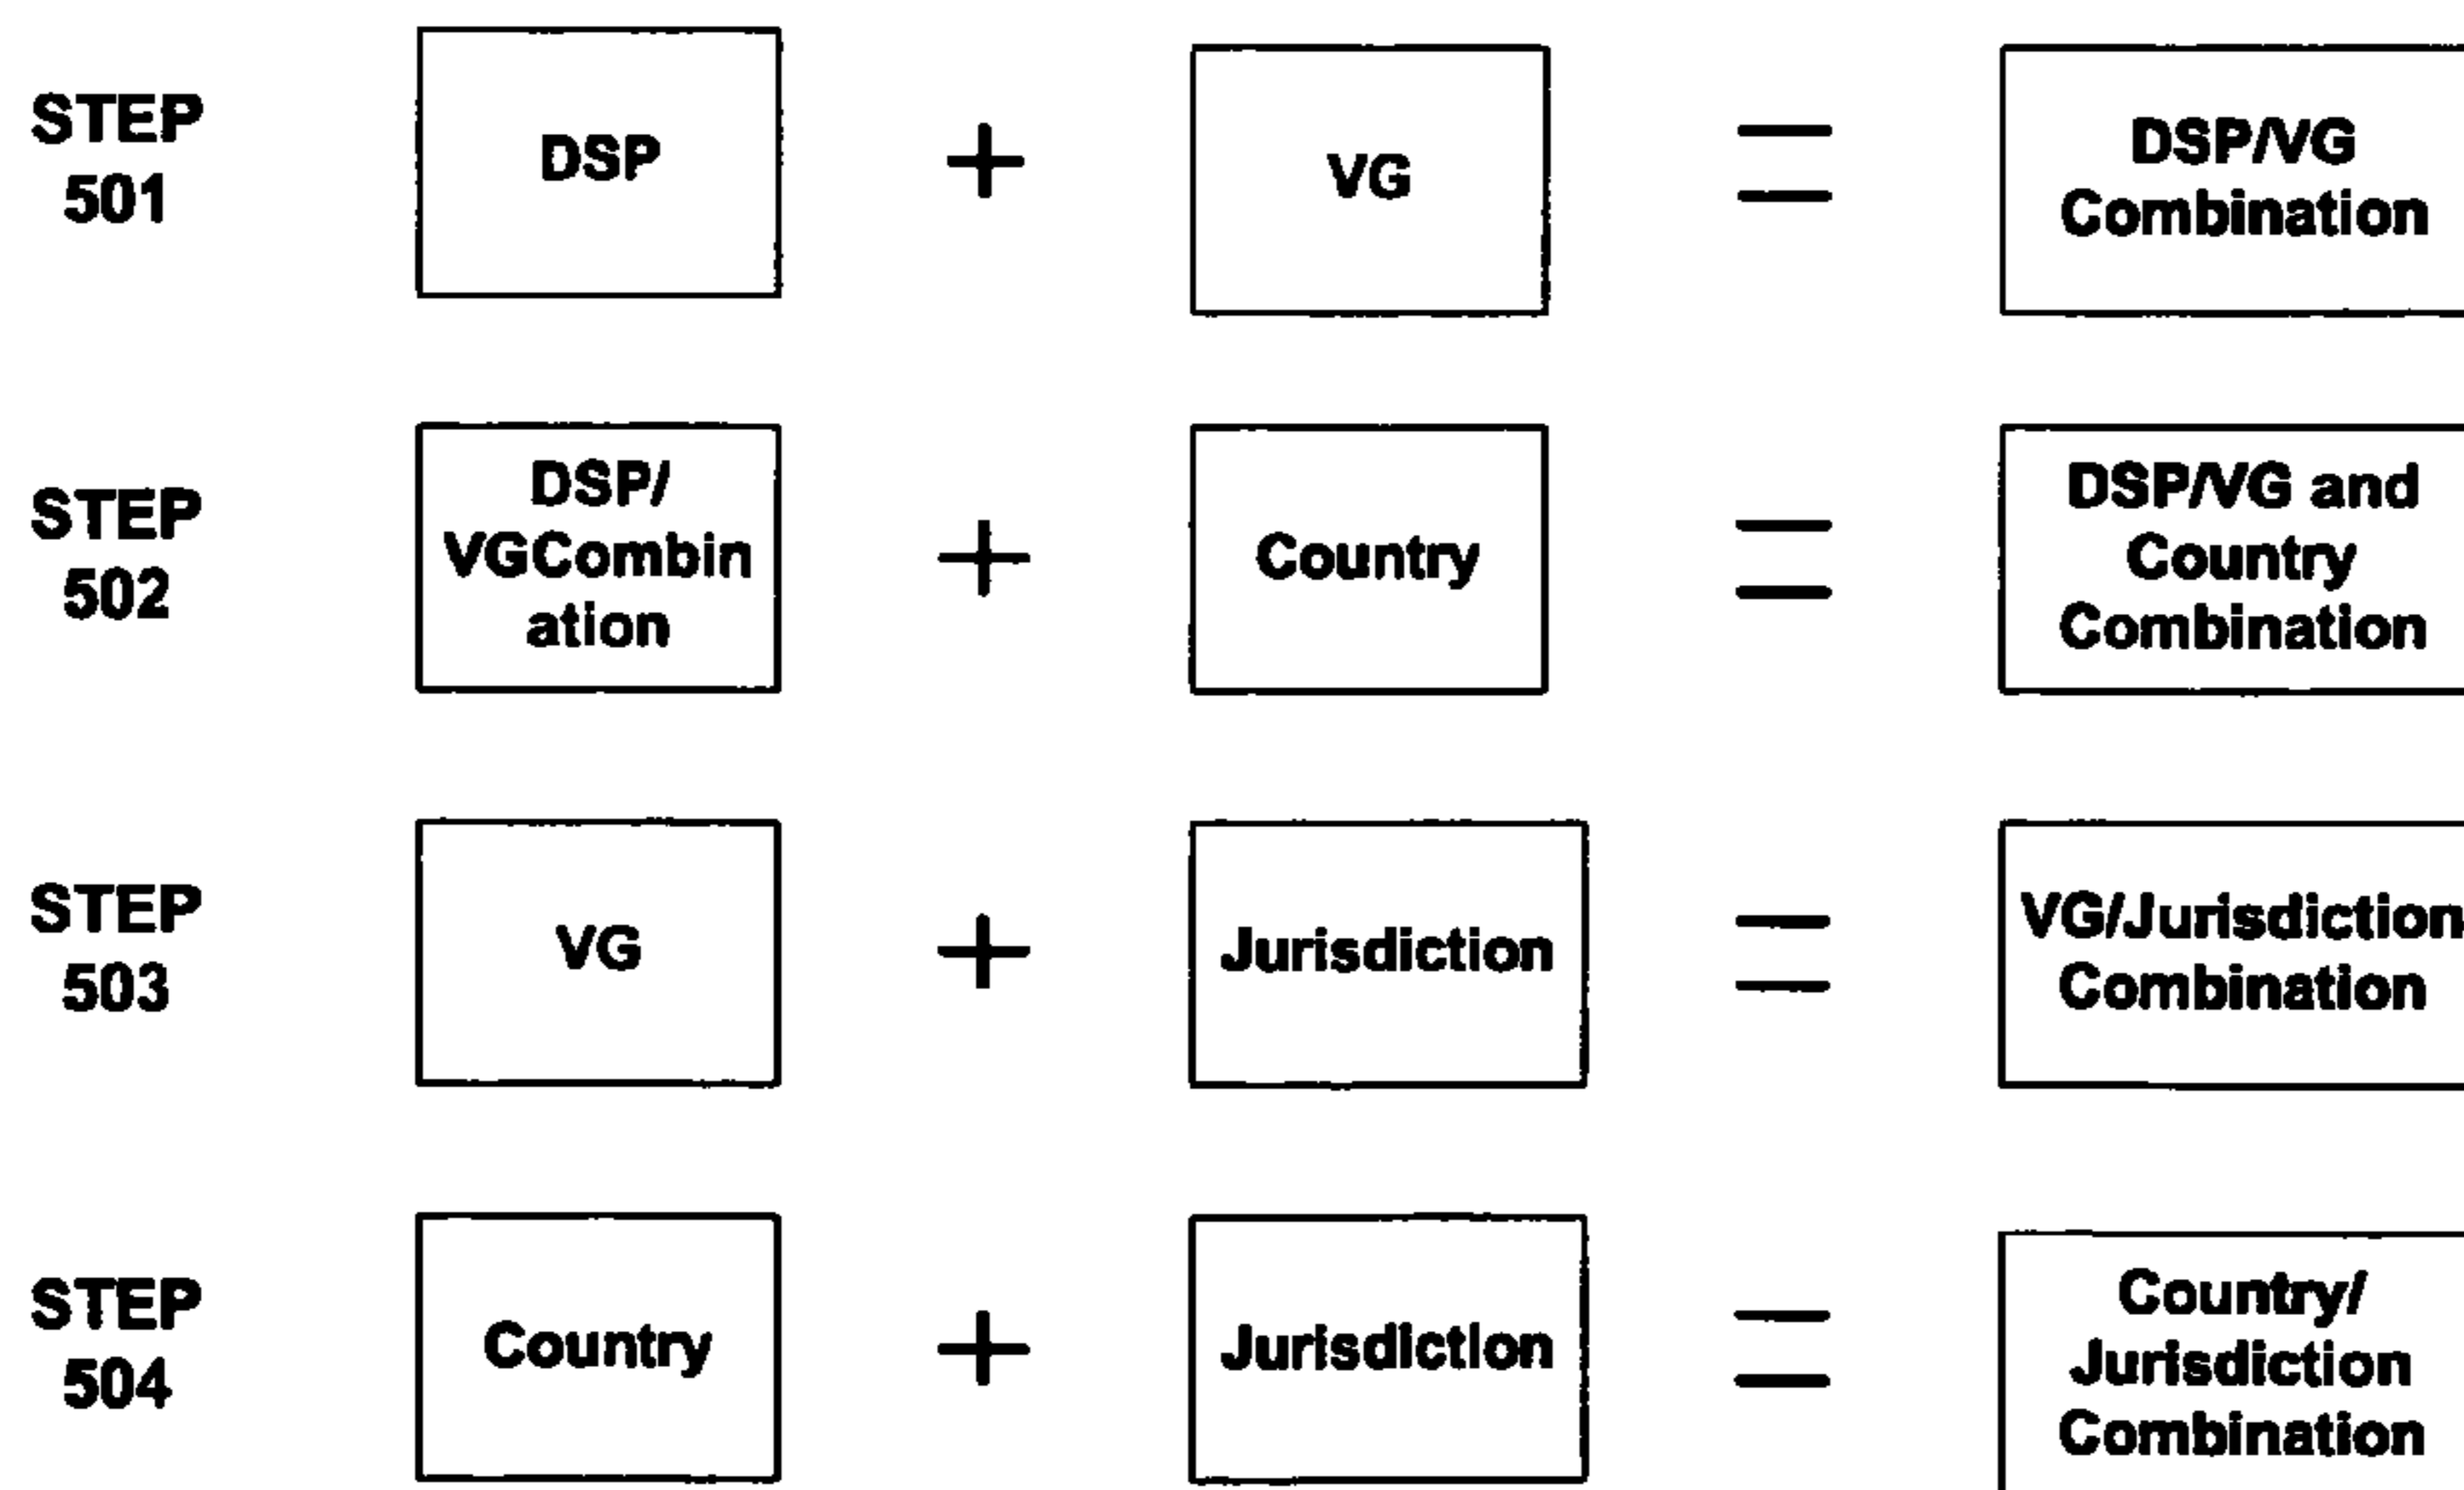 STEP
501
DSP
+
VG
=
DSP/VG
Combination
STEP
502
DSP/
VGCombin
ation
+
Country
=
DSP/VG and
Country
Combination
STEP
503
VG
+
Jurisdiction
=
VG/Jurisdiction
Combination
STEP
504
Country
+
Jurisdiction
=
Country/
Jurisdiction
Combination